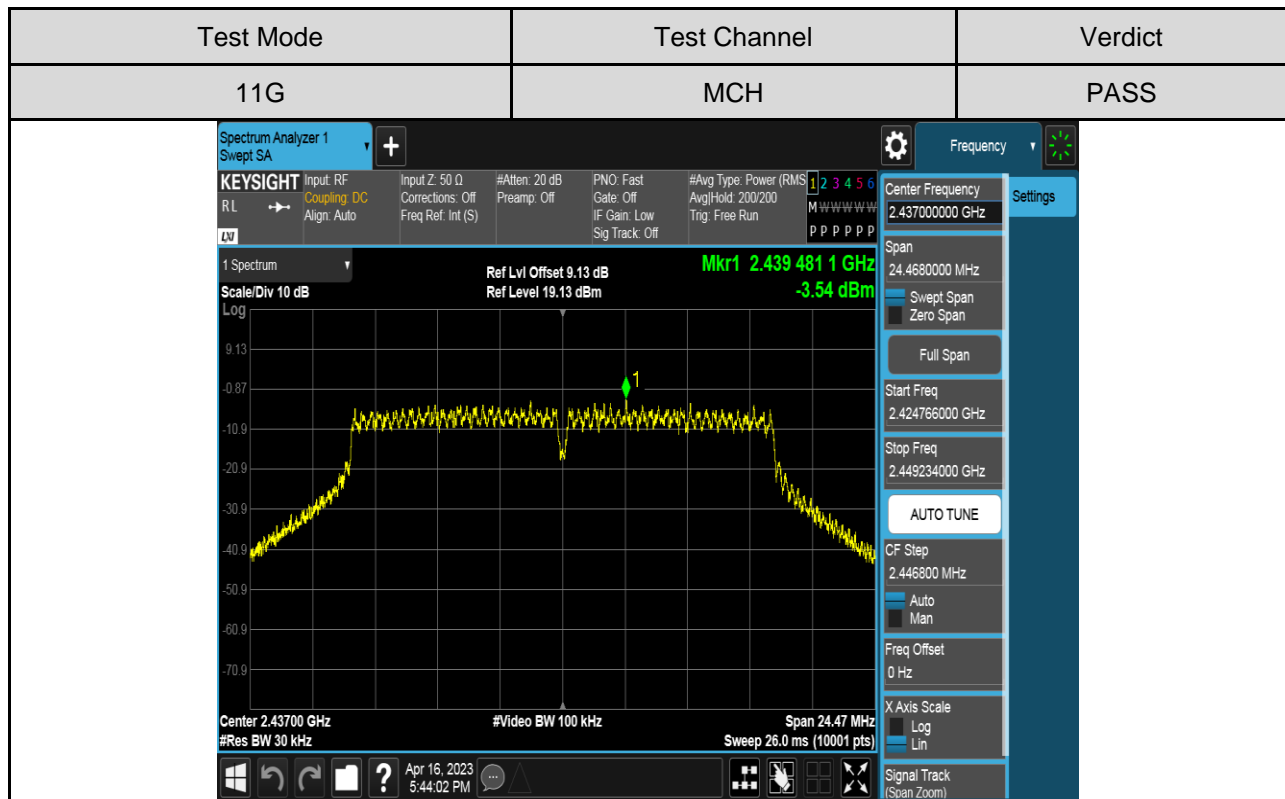 Test Mode Test Channel Verdict
11G MCH PASS
Spectrum Analyzer 1
Swept SA
+
Frequency
KEYSIGHT
RL
LXI
Input: RF
Coupling: DC
Align: Auto
Input Z: 50 Ω
Corrections: Off
Freq Ref: Int (S)
#Atten: 20 dB
Preamp: Off
PNO: Fast
Gate: Off
IF Gain: Low
Sig Track: Off
#Avg Type: Power (RMS
Avg|Hold: 200/200
Trig: Free Run
1 2 3 4 5 6
M W W W W W
P P P P P P
1 Spectrum
Scale/Div 10 dB
Log
Ref Lvl Offset 9.13 dB
Ref Level 19.13 dBm
Mkr1 2.439 481 1 GHz
-3.54 dBm
9.13
-0.87
-10.9
-20.9
-30.9
-40.9
-50.9
-60.9
-70.9
1
Center 2.43700 GHz
#Res BW 30 kHz
#Video BW 100 kHz
Span 24.47 MHz
Sweep 26.0 ms (10001 pts)
Apr 16, 2023
5:44:02 PM
Center Frequency
2.437000000 GHz
Settings
Span
24.4680000 MHz
Swept Span
Zero Span
Full Span
Start Freq
2.424766000 GHz
Stop Freq
2.449234000 GHz
AUTO TUNE
CF Step
2.446800 MHz
Auto
Man
Freq Offset
0 Hz
X Axis Scale
Log
Lin
Signal Track
(Span Zoom)